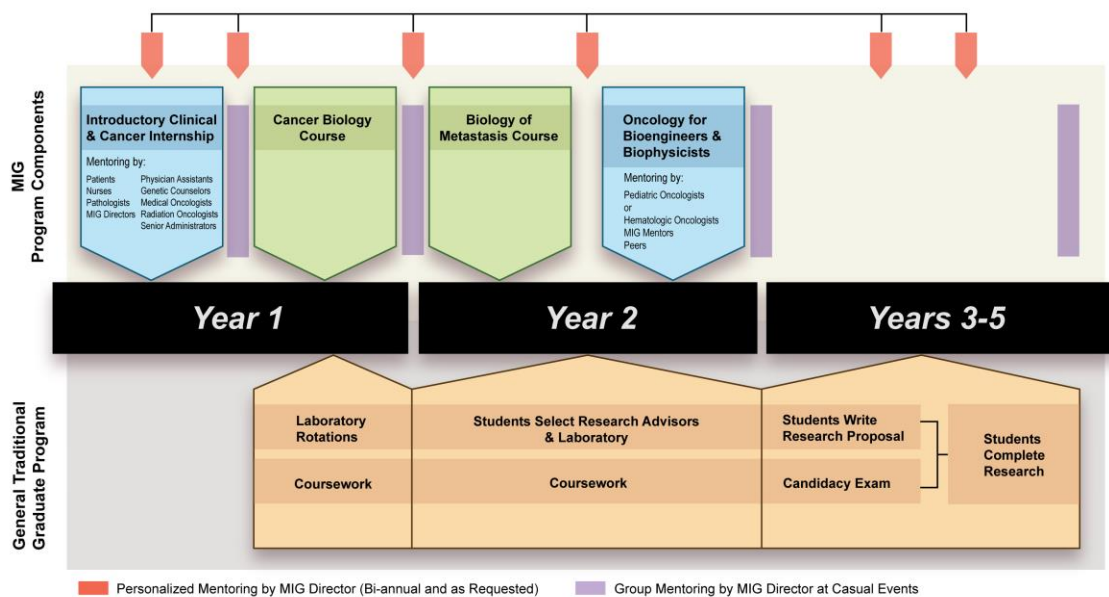 MIG
Program Components
Introductory Clinical
& Cancer Internship
Mentoring by:
Patients
Nurses
Pathologists
MIG Directors
Physician Assistants
Genetic Counselors
Medical Oncologists
Radiation Oncologists
Senior Administrators
Cancer Biology
Course
Biology of
Metastasis Course
Oncology for
Bioengineers &
Biophysicists
Mentoring by:
Pediatric Oncologists
or
Hematologic Oncologists
MIG Mentors
Peers
Year 1
Year 2
Years 3-5
General Traditional
Graduate Program
Laboratory
Rotations
Coursework
Students Select Research Advisors
& Laboratory
Coursework
Students Write
Research Proposal
Candidacy Exam
Students
Complete
Research
Personalized Mentoring by MIG Director (Bi-annual and as Requested)
Group Mentoring by MIG Director at Casual Events